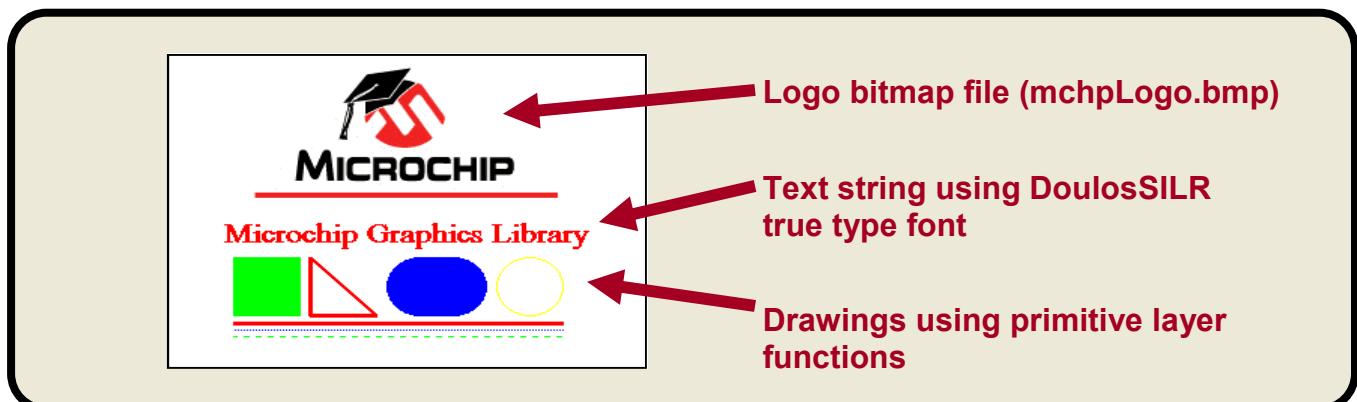 MICROCHIP
Microchip Graphics Library
Logo bitmap file (mchpLogo.bmp)
Text string using DoulosSILR
true type font
Drawings using primitive layer
functions